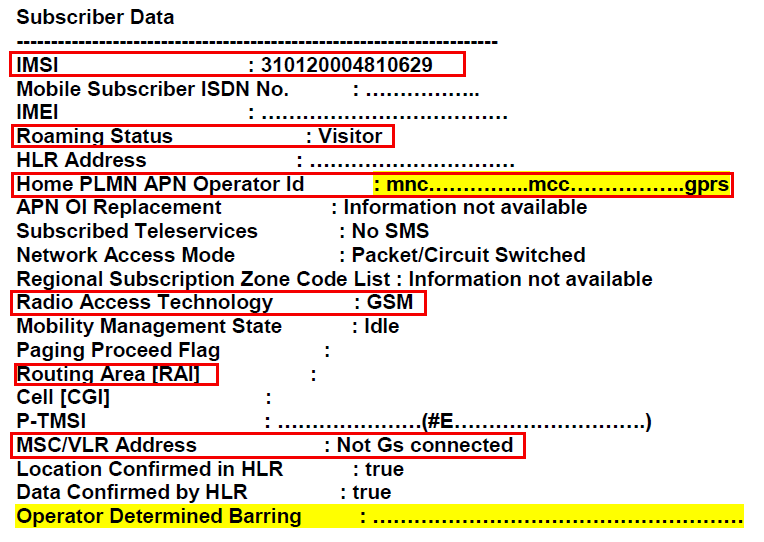 Subscriber Data
----------------------------------------------------------------------
IMSI : 310120004810629
Mobile Subscriber ISDN No. : ……………..
IMEI : ………………………………
Roaming Status : Visitor
HLR Address : …………………………
Home PLMN APN Operator Id : mnc…………...mcc……………..gprs
APN OI Replacement : Information not available
Subscribed Teleservices : No SMS
Network Access Mode : Packet/Circuit Switched
Regional Subscription Zone Code List : Information not available
Radio Access Technology : GSM
Mobility Management State : Idle
Paging Proceed Flag :
Routing Area [RAI] :
Cell [CGI] :
P-TMSI : …………………(#E……………………….)
MSC/VLR Address : Not Gs connected
Location Confirmed in HLR : true
Data Confirmed by HLR : true
Operator Determined Barring : ………………………………………………